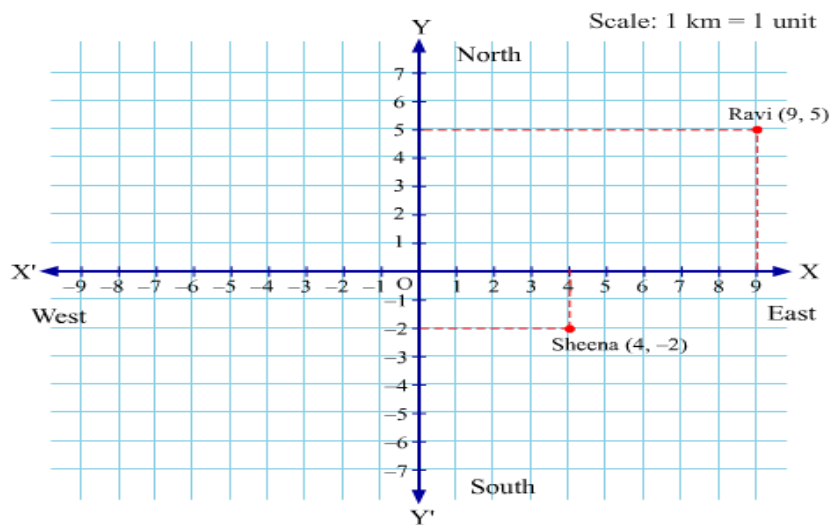 Scale: 1 km = 1 unit
Y
North
7
6
Ravi (9, 5)
5
4
3
2
1
X'
X
–9 –8 –7 –6 –5 –4 –3 –2 –1 O 1 2 3 4 5 6 7 8 9
–1
West
East
–2
Sheena (4, –2)
–3
–4
–5
–6
–7
South
Y'